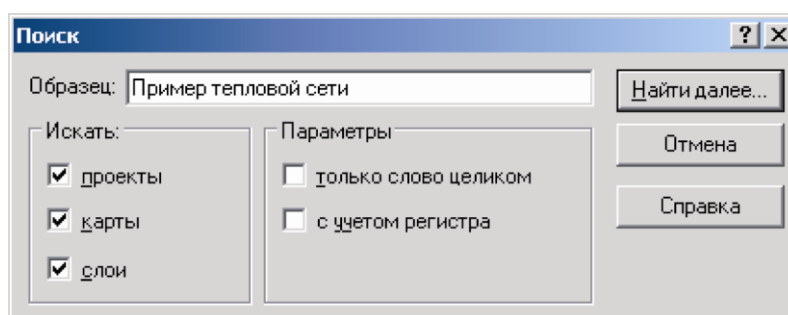 Поиск
Образец: Пример тепловой сети
Найти далее...
Искать:
Параметры
Отмена
проекты
только слово целиком
карты
с учетом регистра
Справка
слои